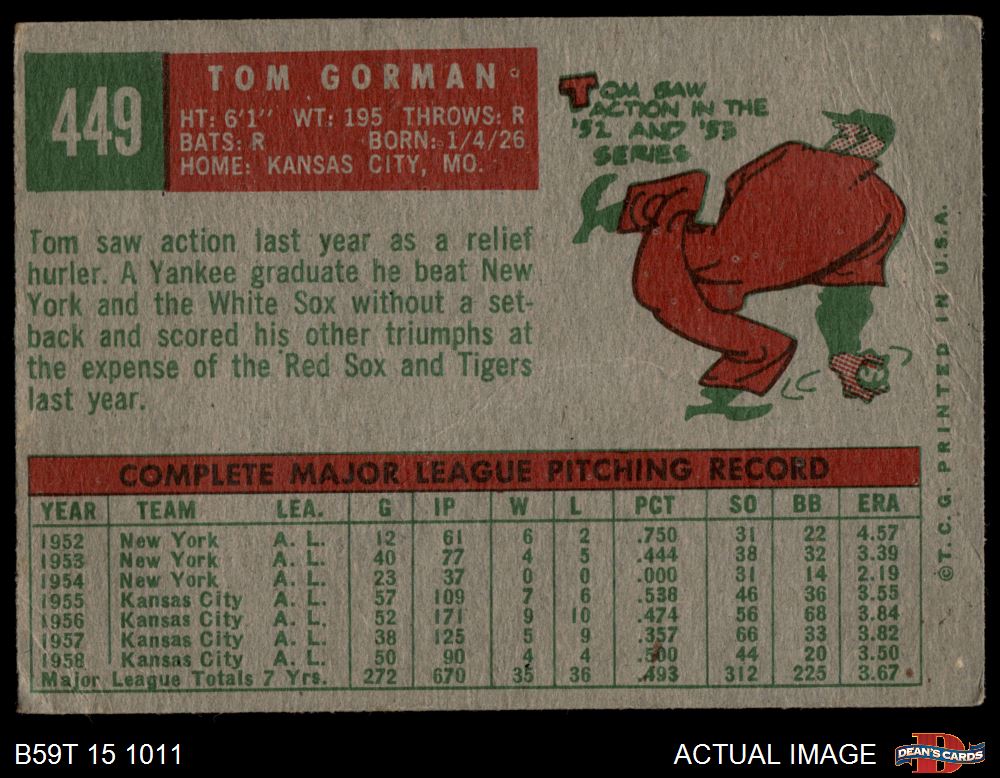 449
TOM GORMAN
HT: 6'1" WT: 195 THROWS: R
BATS: R BORN: 1/4/26
HOME: KANSAS CITY, MO.
TOM SAW
ACTION IN THE
'52 AND '53
SERIES
Tom saw action last year as a relief
hurler. A Yankee graduate he beat New
York and the White Sox without a set-
back and scored his other triumphs at
the expense of the Red Sox and Tigers
last year.
COMPLETE MAJOR LEAGUE PITCHING RECORD
YEAR TEAM LEA. G IP W L PCT SO BB ERA
1952 New York A. L. 12 61 6 2 .750 31 22 4.57
1953 New York A. L. 40 77 4 5 .444 38 32 3.39
1954 New York A. L. 23 37 0 0 .000 31 14 2.19
1955 Kansas City A. L. 57 109 7 6 .538 46 36 3.55
1956 Kansas City A. L. 52 171 9 10 .474 56 68 3.84
1957 Kansas City A. L. 38 125 5 9 .357 66 33 3.82
1958 Kansas City A. L. 50 90 4 4 .500 44 20 3.50
Major League Totals 7 Yrs. 272 670 35 36 .493 312 225 3.67
©T. C. G. PRINTED IN U.S.A.
B59T 15 1011
ACTUAL IMAGE
DEAN'S CARDS